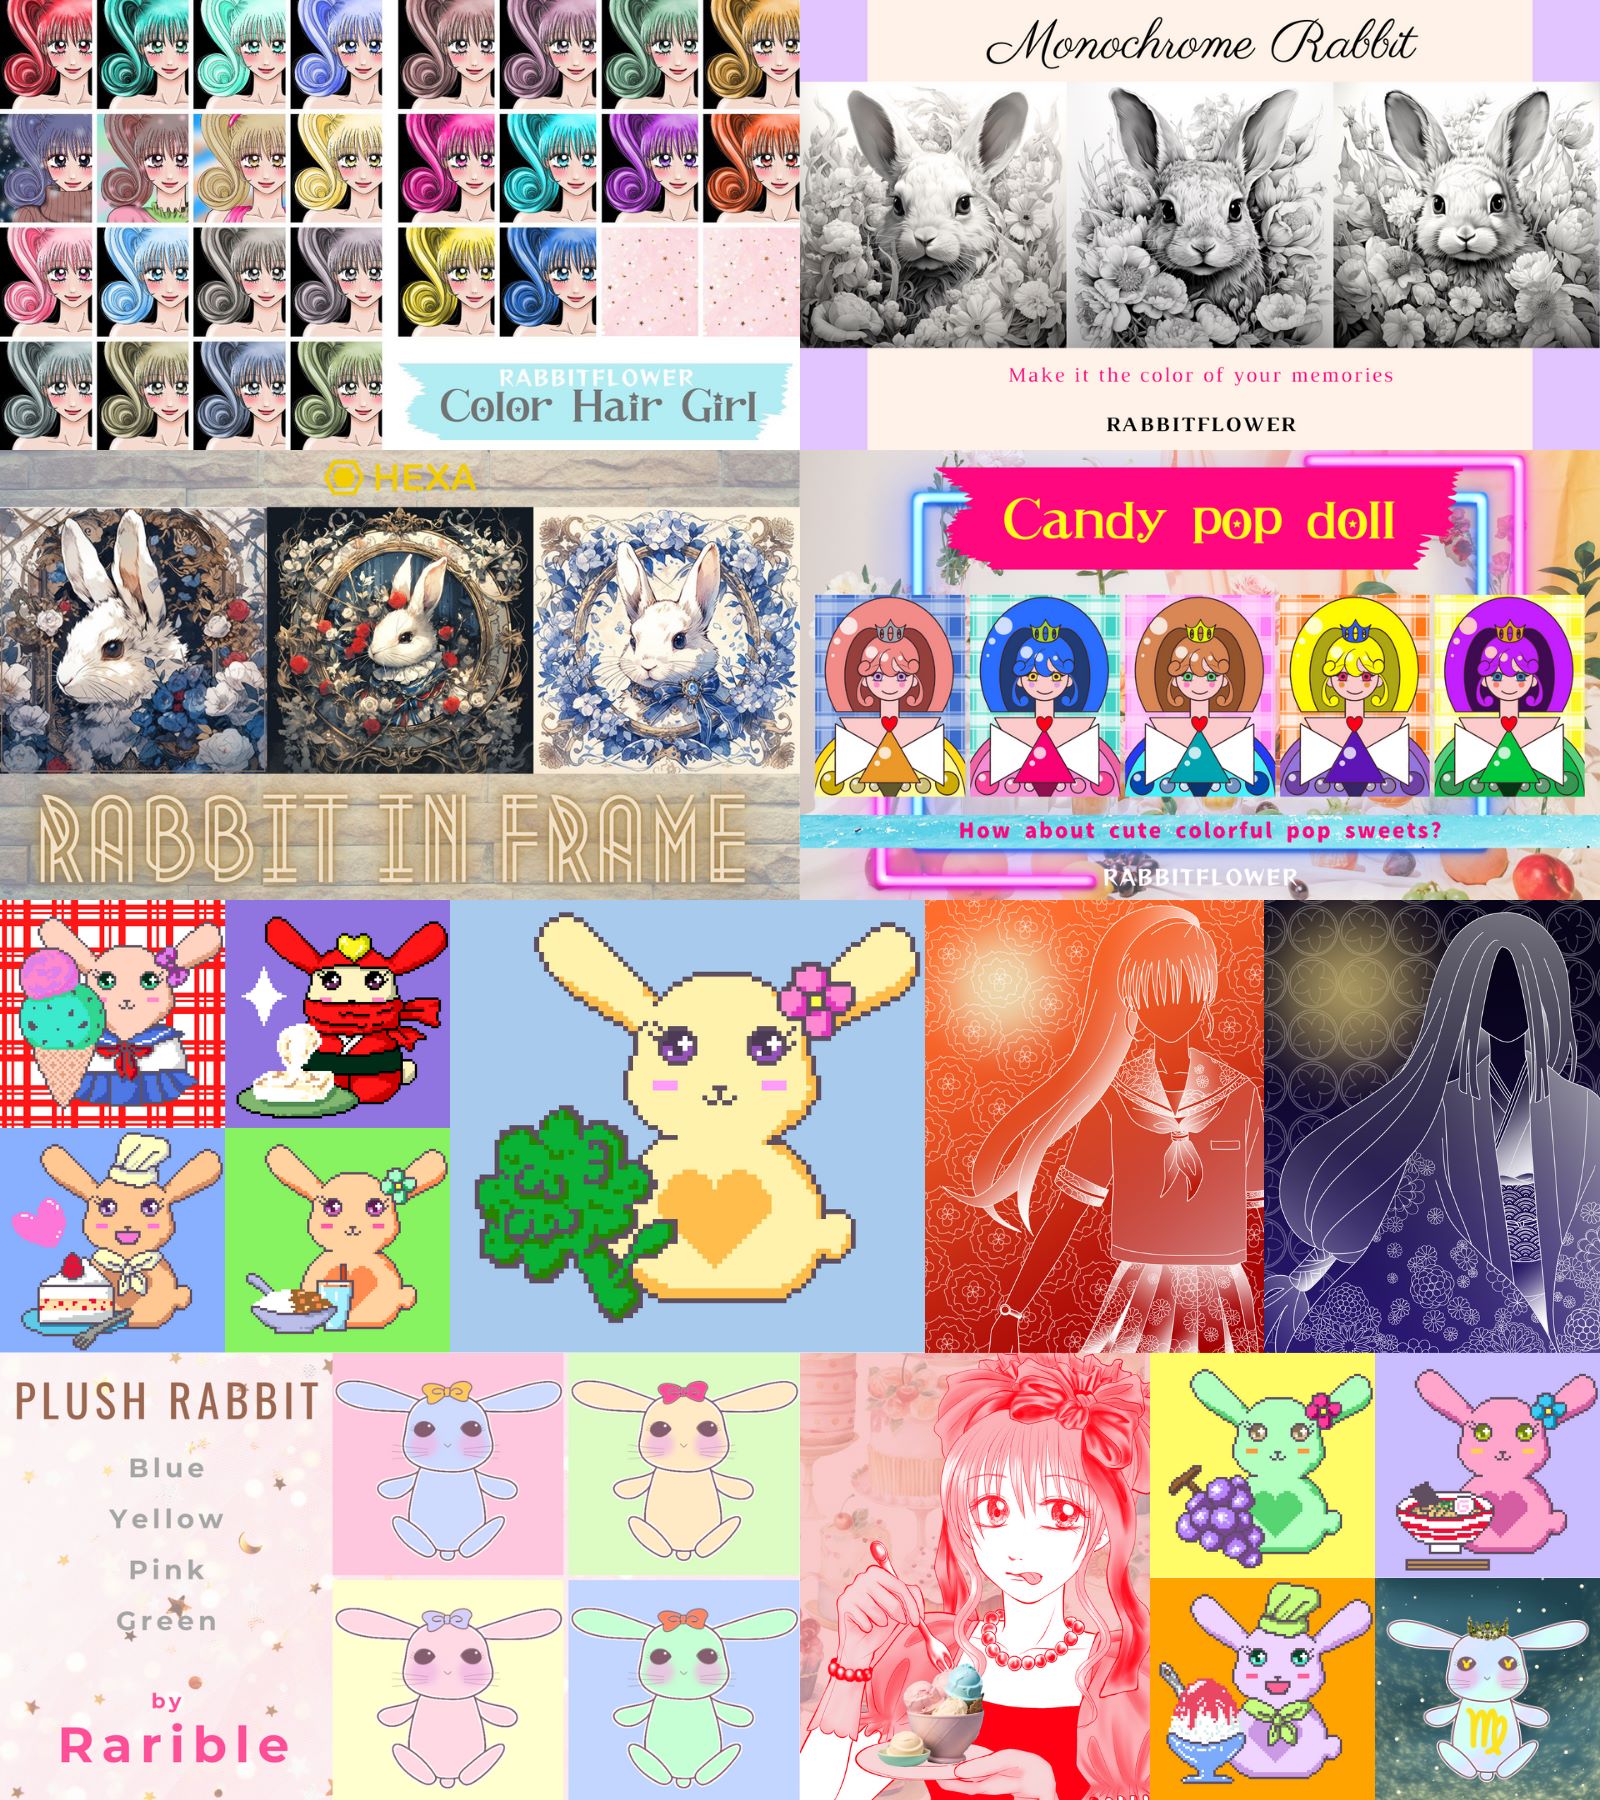 RABBITFLOWER
Color Hair Girl
Monochrome Rabbit
Make it the color of your memories
RABBITFLOWER
HEXA
RABBIT IN FRAME
Candy pop doll
How about cute colorful pop sweets?
RABBITFLOWER
PLUSH RABBIT
Blue
Yellow
Pink
Green
by
Rarible